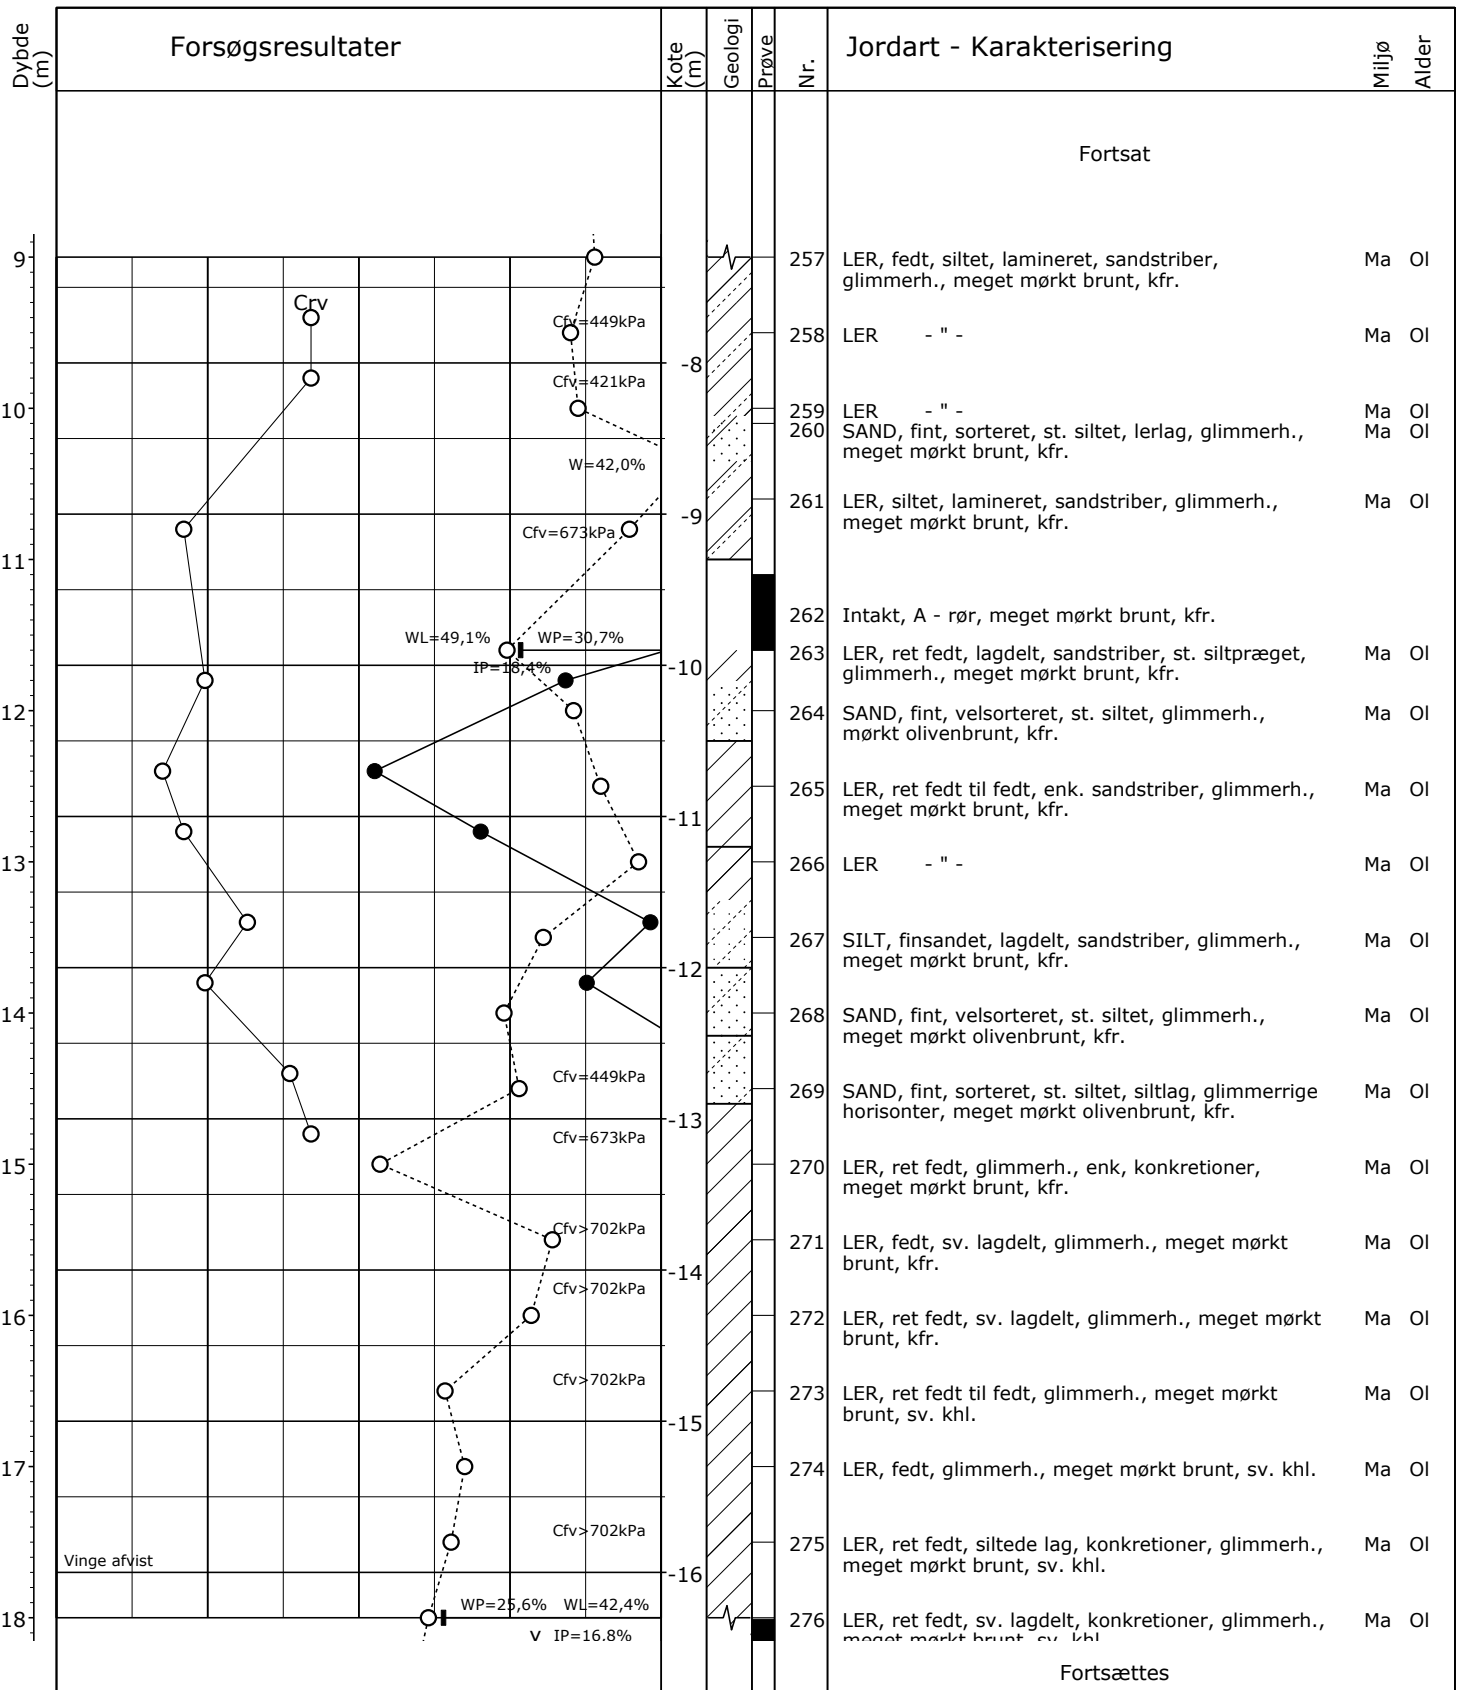 Dybde (m)
Forsøgsresultater
Kote (m)
Geologi
Prøve
Nr.
Jordart - Karakterisering
Miljø
Alder
Fortsat
9
257 LER, fedt, siltet, lamineret, sandstriber, Ma Ol
glimmerh., meget mørkt brunt, kfr.
Crv
Cfv=449kPa
258 LER - " - Ma Ol
-8
Cfv=421kPa
10
259 LER - " - Ma Ol
260 SAND, fint, sorteret, st. siltet, lerlag, glimmerh., Ma Ol
meget mørkt brunt, kfr.
W=42,0%
261 LER, siltet, lamineret, sandstriber, glimmerh., Ma Ol
meget mørkt brunt, kfr.
-9
Cfv=673kPa
11
262 Intakt, A - rør, meget mørkt brunt, kfr.
WL=49,1% WP=30,7%
IP=18,4%
-10
263 LER, ret fedt, lagdelt, sandstriber, st. siltpræget, Ma Ol
glimmerh., meget mørkt brunt, kfr.
12
264 SAND, fint, velsorteret, st. siltet, glimmerh., Ma Ol
mørkt olivenbrunt, kfr.
265 LER, ret fedt til fedt, enk. sandstriber, glimmerh., Ma Ol
meget mørkt brunt, kfr.
-11
13
266 LER - " - Ma Ol
267 SILT, finsandet, lagdelt, sandstriber, glimmerh., Ma Ol
meget mørkt brunt, kfr.
-12
14
268 SAND, fint, velsorteret, st. siltet, glimmerh., Ma Ol
meget mørkt olivenbrunt, kfr.
Cfv=449kPa
269 SAND, fint, sorteret, st. siltet, siltlag, glimmerrige Ma Ol
horisonter, meget mørkt olivenbrunt, kfr.
-13
Cfv=673kPa
15
270 LER, ret fedt, glimmerh., enk, konkretioner, Ma Ol
meget mørkt brunt, kfr.
Cfv>702kPa
271 LER, fedt, sv. lagdelt, glimmerh., meget mørkt Ma Ol
brunt, kfr.
-14
Cfv>702kPa
16
272 LER, ret fedt, sv. lagdelt, glimmerh., meget mørkt Ma Ol
brunt, kfr.
Cfv>702kPa
273 LER, ret fedt til fedt, glimmerh., meget mørkt Ma Ol
brunt, sv. khl.
-15
17
274 LER, fedt, glimmerh., meget mørkt brunt, sv. khl. Ma Ol
Cfv>702kPa
275 LER, ret fedt, siltede lag, konkretioner, glimmerh., Ma Ol
meget mørkt brunt, sv. khl.
Vinge afvist
-16
WP=25,6% WL=42,4%
18
276 LER, ret fedt, sv. lagdelt, konkretioner, glimmerh., Ma Ol
meget mørkt brunt, sv. khl.
IP=16.8%
Fortsættes